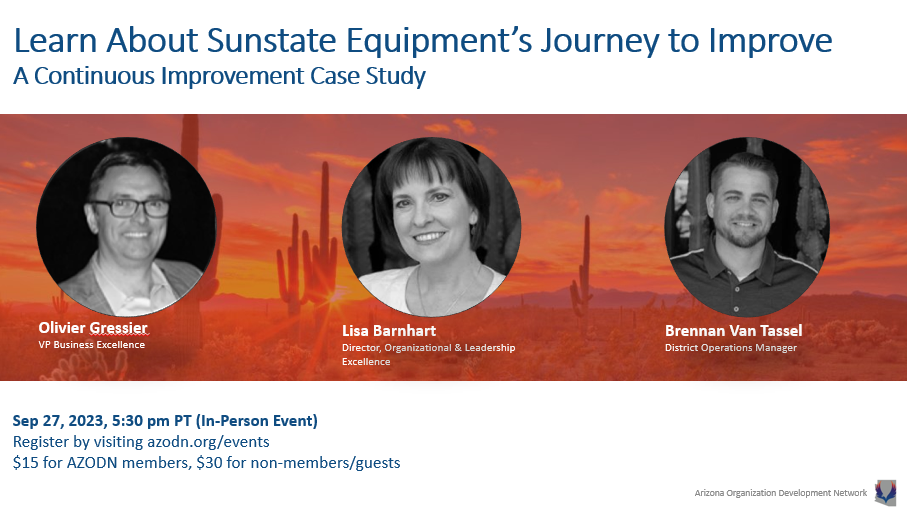 Learn About Sunstate Equipment’s Journey to Improve
A Continuous Improvement Case Study
Olivier Gressier
VP Business Excellence
Lisa Barnhart
Director, Organizational & Leadership
Excellence
Brennan Van Tassel
District Operations Manager
Sep 27, 2023, 5:30 pm PT (In-Person Event)
Register by visiting azodn.org/events
$15 for AZODN members, $30 for non-members/guests
Arizona Organization Development Network